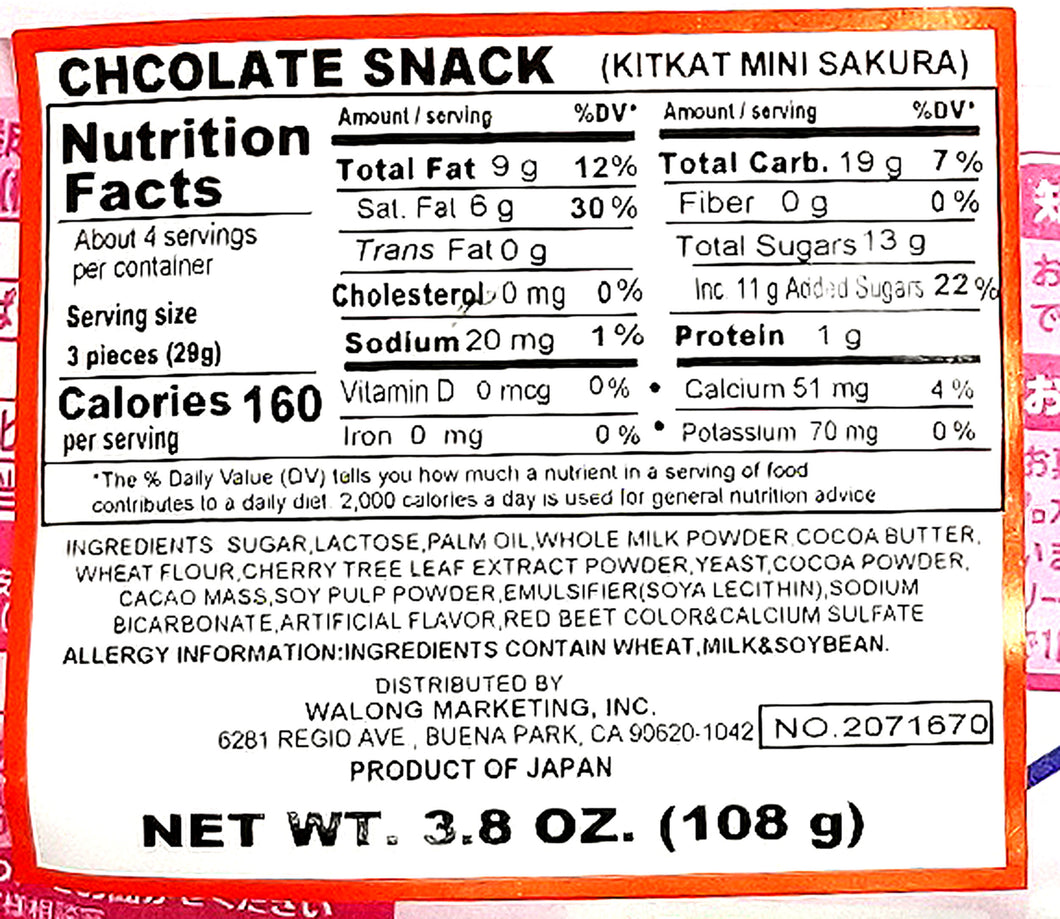 CHCOLATE SNACK (KITKAT MINI SAKURA)
Nutrition
Facts
About 4 servings
per container
Serving size
3 pieces (29g)
Calories 160
per serving
Amount / serving %DV*
Total Fat 9 g 12%
Sat. Fat 6 g 30%
Trans Fat 0 g
Cholesterol 0 mg 0%
Sodium 20 mg 1%
Amount / serving %DV*
Total Carb. 19 g 7%
Fiber 0 g 0%
Total Sugars 13 g
Inc. 11 g Added Sugars 22%
Protein 1 g
Vitamin D 0 mcg 0% • Calcium 51 mg 4%
Iron 0 mg 0% • Potassium 70 mg 0%
*The % Daily Value (DV) tells you how much a nutrient in a serving of food
contributes to a daily diet. 2,000 calories a day is used for general nutrition advice
INGREDIENTS SUGAR,LACTOSE,PALM OIL,WHOLE MILK POWDER,COCOA BUTTER,
WHEAT FLOUR,CHERRY TREE LEAF EXTRACT POWDER,YEAST,COCOA POWDER,
CACAO MASS,SOY PULP POWDER,EMULSIFIER(SOYA LECITHIN),SODIUM
BICARBONATE,ARTIFICIAL FLAVOR,RED BEET COLOR&CALCIUM SULFATE
ALLERGY INFORMATION:INGREDIENTS CONTAIN WHEAT,MILK&SOYBEAN.
DISTRIBUTED BY
WALONG MARKETING, INC.
6281 REGIO AVE., BUENA PARK, CA 90620-1042 NO.2071670
PRODUCT OF JAPAN
NET WT. 3.8 OZ. (108 g)